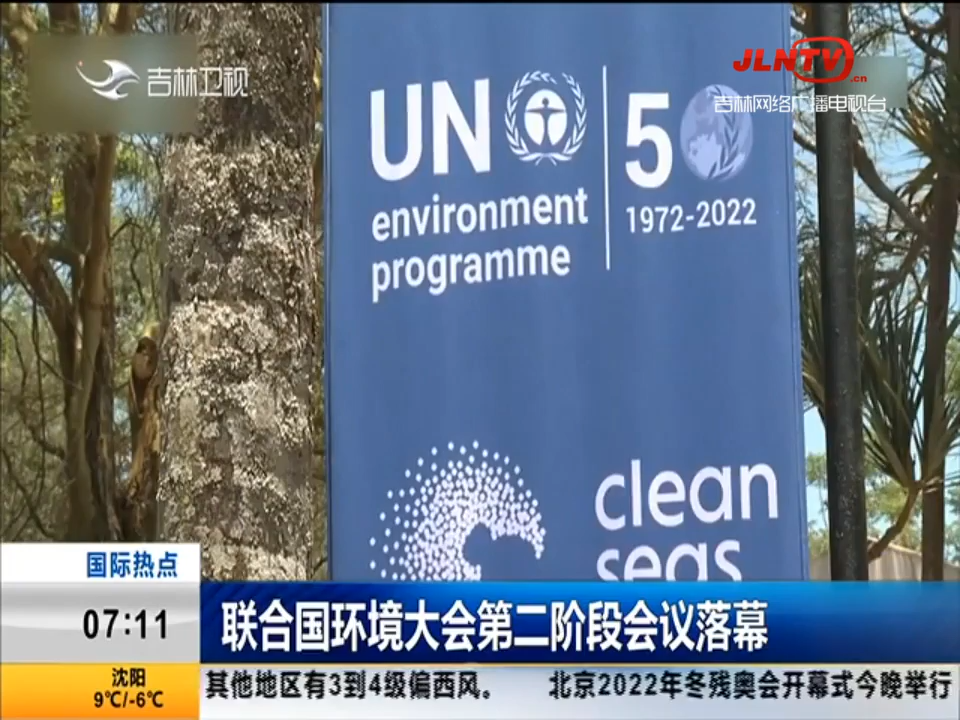 吉林卫视
JLNTV.cn
吉林网络广播电视台
UN
environment
programme
50
1972-2022
clean
seas
国际热点
07:11
联合国环境大会第二阶段会议落幕
沈阳
9℃/-6℃
其他地区有3到4级偏西风。 北京2022年冬残奥会开幕式今晚举行